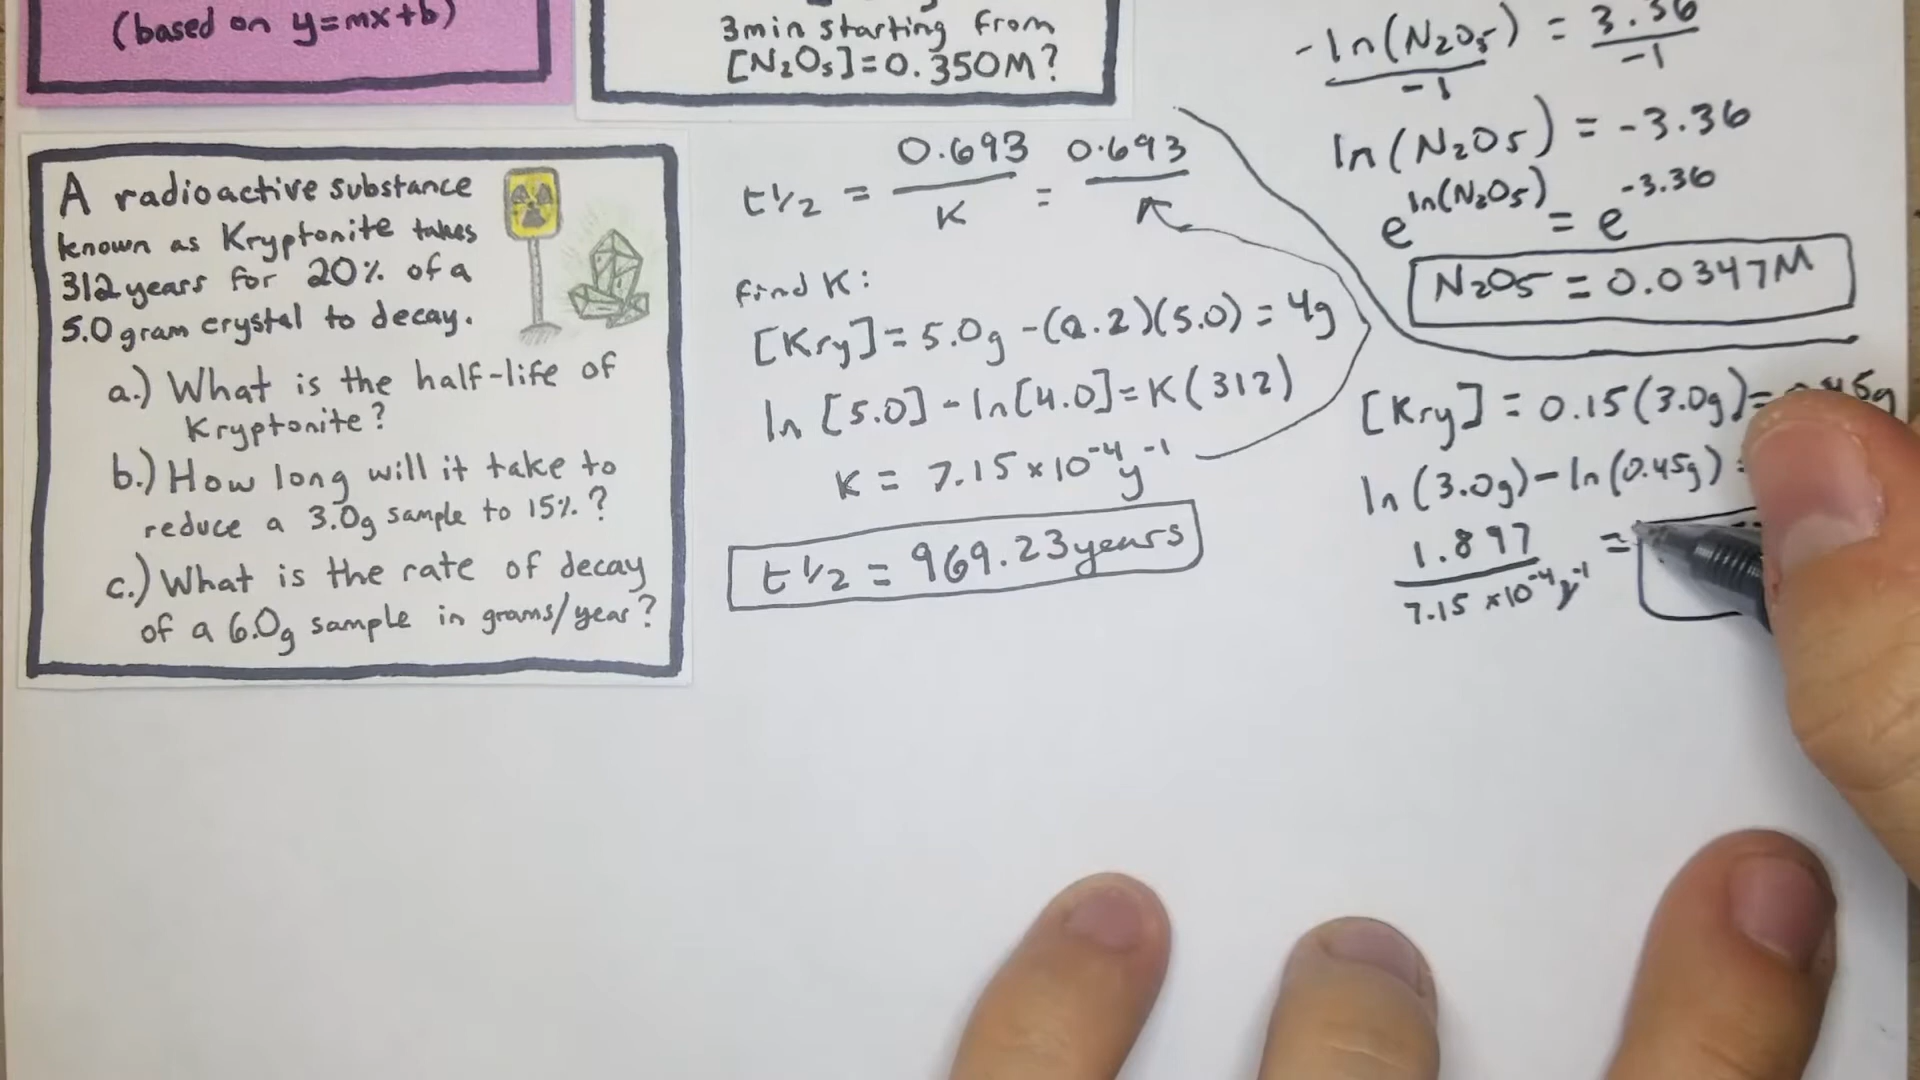 (based on y=mx+b)
3min starting from
[N₂O₅]=0.350M?
-ln(N₂O₅) = 3.36
-1 -1
ln(N₂O₅) = -3.36
e^ln(N₂O₅) = e^-3.36
N₂O₅ = 0.0347M
A radioactive substance
known as Kryptonite takes
312 years for 20% of a
5.0 gram crystal to decay.
a.) What is the half-life of
Kryptonite?
b.) How long will it take to
reduce a 3.0g sample to 15%?
c.) What is the rate of decay
of a 6.0g sample in grams/year?
t½ = 0.693/K = 0.693/K
find K:
[Kry] = 5.0g - (0.2)(5.0) = 4g
ln[5.0] - ln[4.0] = K(312)
K = 7.15 × 10⁻⁴ y⁻¹
t½ = 969.23 years
[Kry] = 0.15(3.0g) =
ln(3.0g) - ln(0.45g) =
1.897
7.15 × 10⁻⁴ y⁻¹ =